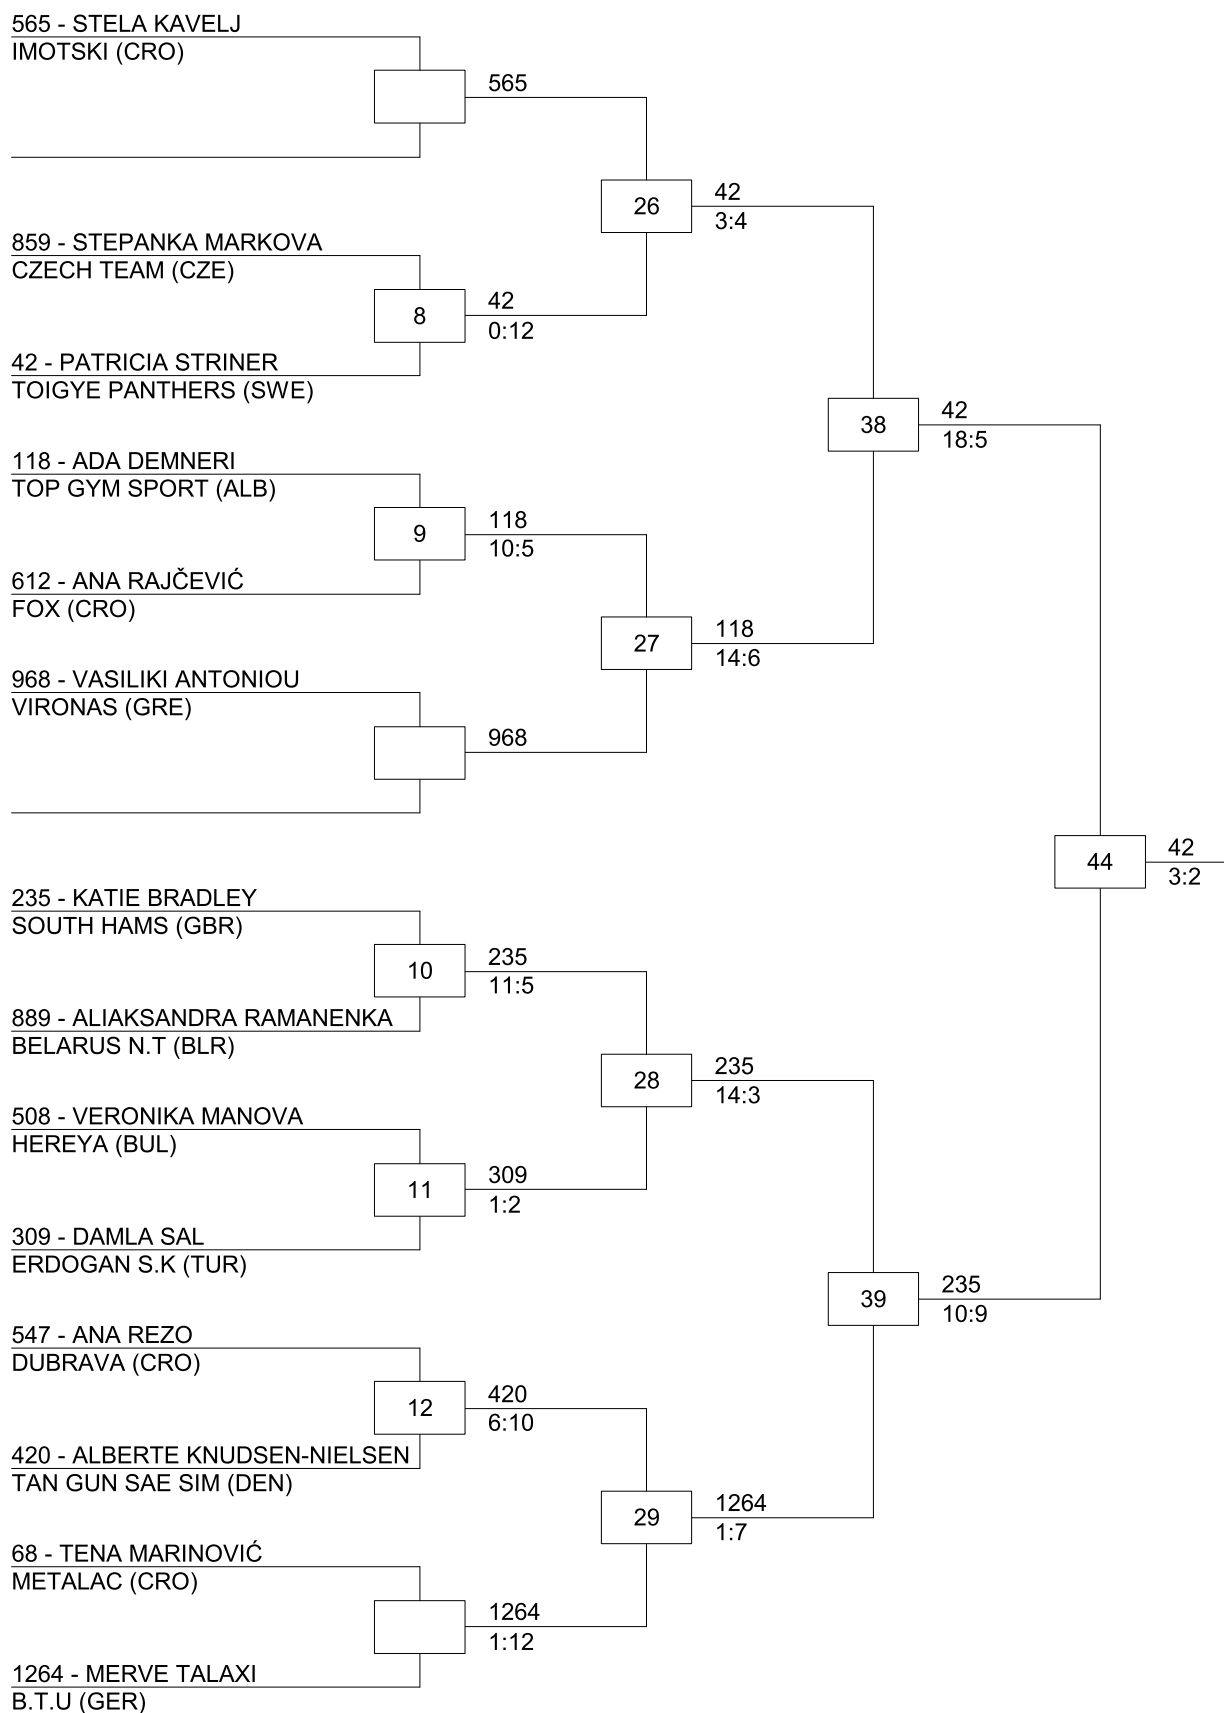 565 - STELA KAVELJ
IMOTSKI (CRO)
565
26
42
3:4
859 - STEPANKA MARKOVA
CZECH TEAM (CZE)
8
42
0:12
42 - PATRICIA STRINER
TOIGYE PANTHERS (SWE)
38
42
18:5
118 - ADA DEMNERI
TOP GYM SPORT (ALB)
9
118
10:5
612 - ANA RAJČEVIĆ
FOX (CRO)
27
118
14:6
968 - VASILIKI ANTONIOU
VIRONAS (GRE)
968
44
42
3:2
235 - KATIE BRADLEY
SOUTH HAMS (GBR)
10
235
11:5
889 - ALIAKSANDRA RAMANENKA
BELARUS N.T (BLR)
28
235
14:3
508 - VERONIKA MANOVA
HEREYA (BUL)
11
309
1:2
309 - DAMLA SAL
ERDOGAN S.K (TUR)
39
235
10:9
547 - ANA REZO
DUBRAVA (CRO)
12
420
6:10
420 - ALBERTE KNUDSEN-NIELSEN
TAN GUN SAE SIM (DEN)
29
1264
1:7
68 - TENA MARINOVIĆ
METALAC (CRO)
1264
1:12
1264 - MERVE TALAXI
B.T.U (GER)